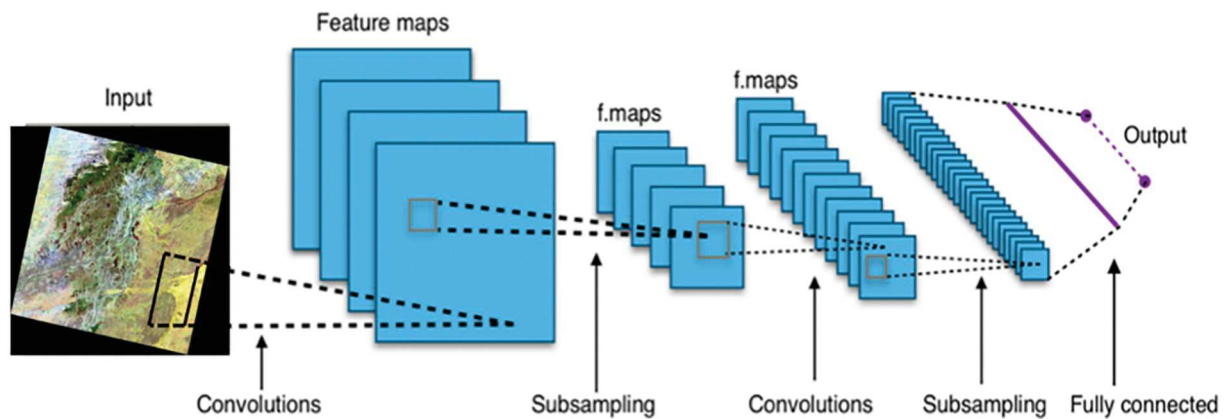 Feature maps
Input
f.maps
f.maps
Output
Convolutions
Subsampling
Convolutions
Subsampling
Fully connected